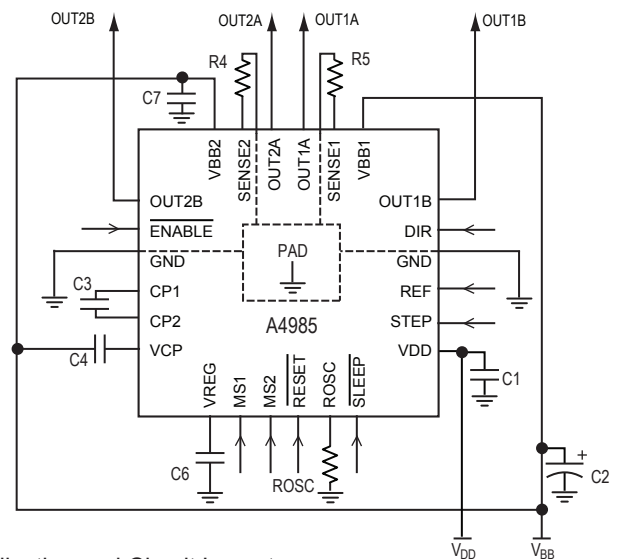 OUT2B
OUT2A
OUT1A
OUT1B
R4
R5
C7
VBB2
SENSE2
OUT2A
OUT1A
SENSE1
VBB1
OUT2B
OUT1B
ENABLE
DIR
GND
PAD
GND
C3
CP1
REF
CP2
A4985
STEP
C4
VCP
VDD
C1
VREG
MS1
MS2
RESET
ROSC
SLEEP
C6
ROSC
+
C2
VDD
VBB